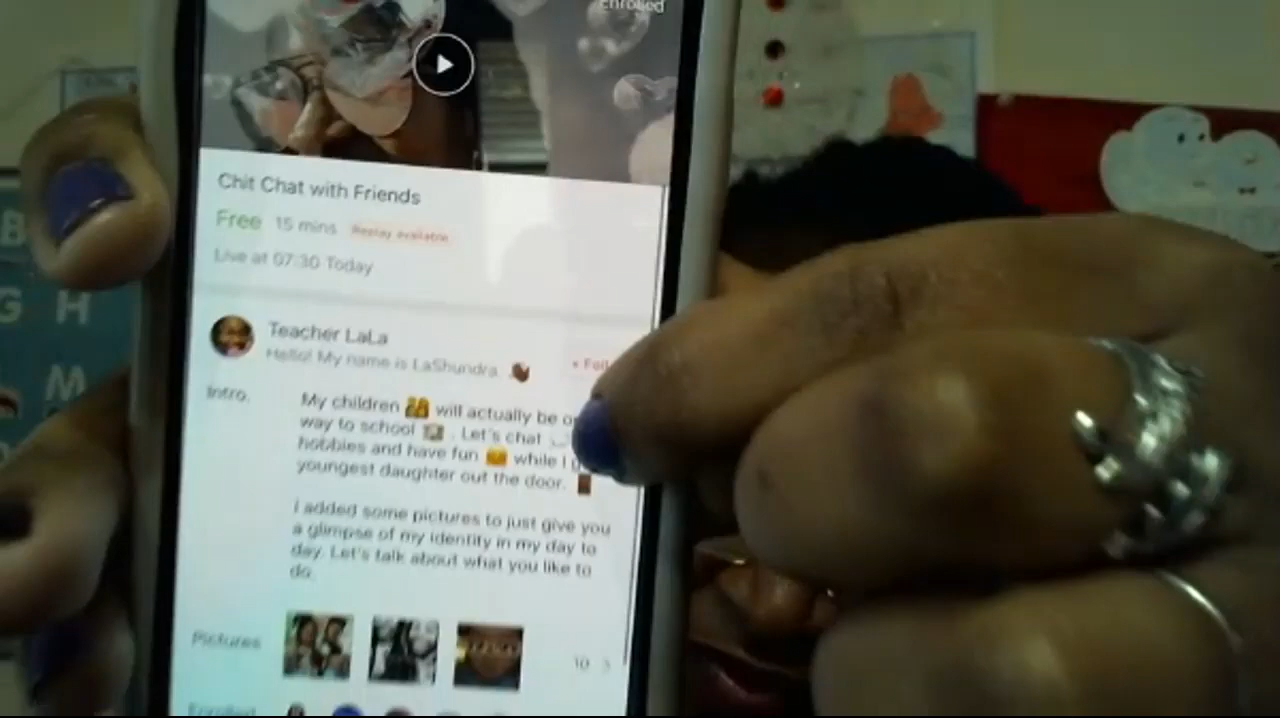 Enrolled
Chit Chat with Friends
Free 15 mins Replay available
Live at 07:30 Today
Teacher LaLa
Hello! My name is LaShundra.
Intro.
My children 👨‍👩‍👧‍👦 will actually be
way to school 🏫 . Let's chat
hobbies and have fun 😄 while I
youngest daughter out the door. 🚪
I added some pictures to just give you
a glimpse of my identity in my day to
day. Let's talk about what you like to
do.
Pictures
10 >
Enrolled
B
G H
M